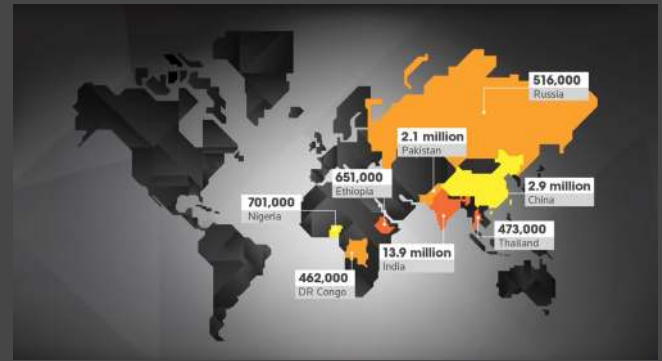 516,000
Russia
2.1 million
Pakistan
651,000
Ethiopia
2.9 million
China
701,000
Nigeria
473,000
Thailand
13.9 million
India
462,000
DR Congo